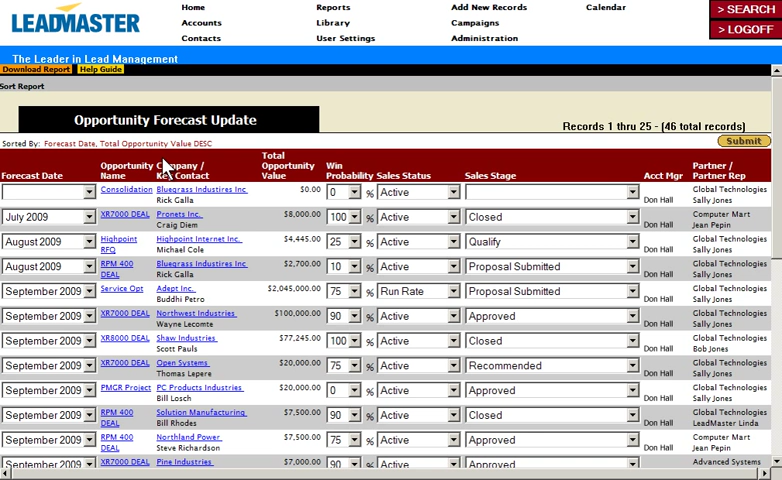 LEADMASTER
Home Reports Add New Records Calendar
Accounts Library Campaigns
Contacts User Settings Administration
> SEARCH
> LOGOFF
The Leader in Lead Management
Download Report Help Guide
Sort Report
Opportunity Forecast Update
Records 1 thru 25 - (46 total records)
Sorted By: Forecast Date, Total Opportunity Value DESC
Submit
Forecast Date Opportunity Name Company / Key Contact Total Opportunity Value Win Probability Sales Status Sales Stage Acct Mgr Partner / Partner Rep
Consolidation Bluegrass Industires Inc $0.00 0 % Active Global Technologies
Rick Galla Don Hall Sally Jones
July 2009 XR7000 DEAL Pronets Inc. $8,000.00 100 % Active Closed Computer Mart
Craig Diem Don Hall Jean Pepin
August 2009 Highpoint RFQ Highpoint Internet Inc. $4,445.00 25 % Active Qualify Global Technologies
Michael Cole Don Hall Sally Jones
August 2009 RPM 400 DEAL Bluegrass Industires Inc $2,700.00 10 % Active Proposal Submitted Global Technologies
Rick Galla Don Hall Sally Jones
September 2009 Service Opt Adept Inc. $2,045,000.00 75 % Run Rate Proposal Submitted Global Technologies
Buddhi Petro Don Hall Sally Jones
September 2009 XR7000 DEAL Northwest Industries $100,000.00 90 % Active Approved Global Technologies
Wayne Lecomte Don Hall Sally Jones
September 2009 XR8000 DEAL Shaw Industries $77,245.00 100 % Active Closed Global Technologies
Scott Pauls Don Hall Bob Jones
September 2009 XR7000 DEAL Open Systems $20,000.00 75 % Active Recommended Global Technologies
Thomas Lepere Don Hall Sally Jones
September 2009 PMGR Project PC Products Industries $20,000.00 0 % Active Approved Global Technologies
Bill Losch Don Hall Sally Jones
September 2009 RPM 400 DEAL Solution Manufacturing $7,500.00 90 % Active Closed Global Technologies
Bill Rhodes Don Hall LeadMaster Linda
September 2009 RPM 400 DEAL Northland Power $7,500.00 75 % Active Approved Computer Mart
Steve Richardson Don Hall Jean Pepin
September 2009 XR7000 DEAL Pine Industries $7,000.00 90 % Active Approved Advanced Systems